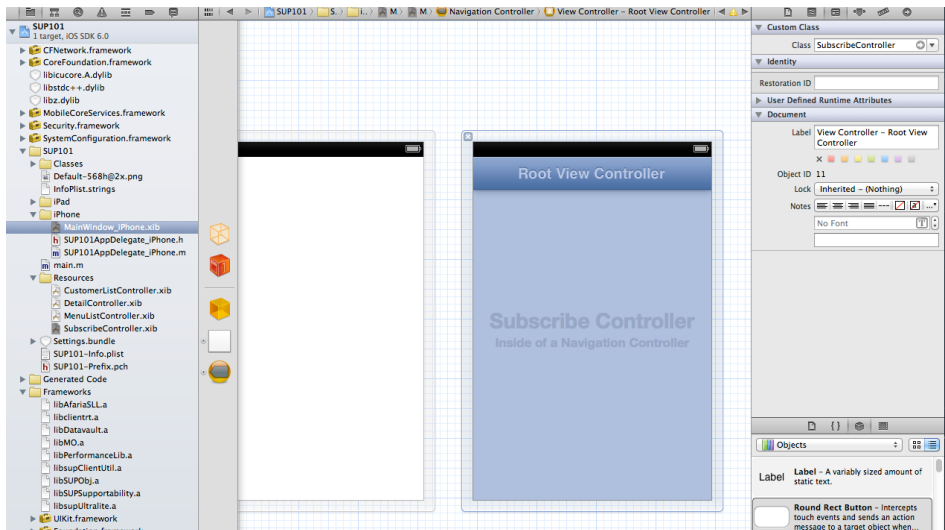 SUP101 S... i... M M Navigation Controller View Controller – Root View Controller
SUP101
1 target, iOS SDK 6.0
CFNetwork.framework
CoreFoundation.framework
libicucore.A.dylib
libstdc++.dylib
libz.dylib
MobileCoreServices.framework
Security.framework
SystemConfiguration.framework
SUP101
Classes
Default-568h@2x.png
InfoPlist.strings
iPad
iPhone
MainWindow_iPhone.xib
SUP101AppDelegate_iPhone.h
SUP101AppDelegate_iPhone.m
main.m
Resources
CustomerListController.xib
DetailController.xib
MenuListController.xib
SubscribeController.xib
Settings.bundle
SUP101-Info.plist
SUP101-Prefix.pch
Generated Code
Frameworks
libAfariaSLL.a
libclientrt.a
libDatavault.a
libMO.a
libPerformanceLib.a
libsupClientUtil.a
libSUPObj.a
libSUPSupportability.a
libsupUltralite.a
UIKit.framework
Foundation.framework
Root View Controller
Subscribe Controller
Inside of a Navigation Controller
Custom Class
Class SubscribeController
Identity
Restoration ID
User Defined Runtime Attributes
Document
Label View Controller – Root View
Controller
Object ID 11
Lock Inherited – (Nothing)
Notes
No Font
Objects
Label Label – A variably sized amount of
static text.
Round Rect Button – Intercepts
touch events and sends an action
message to a target object when...